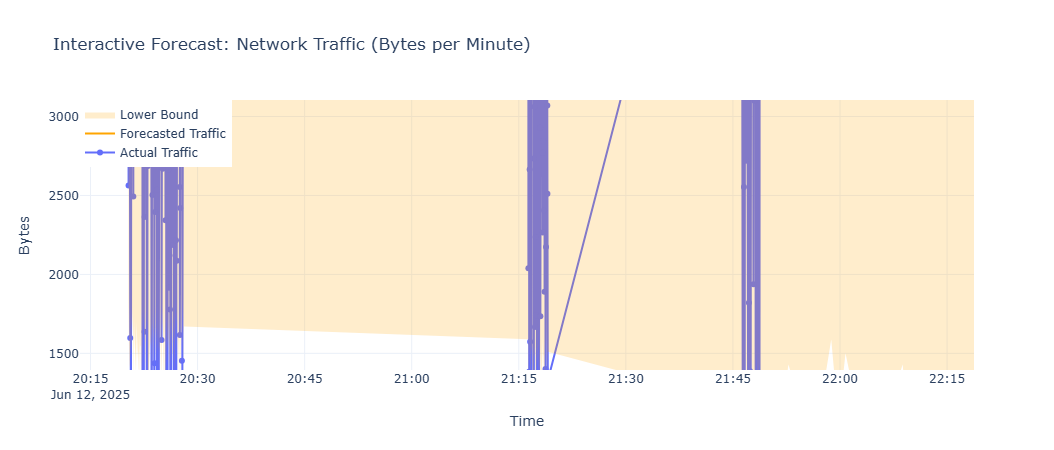 Interactive Forecast: Network Traffic (Bytes per Minute)
Lower Bound
Forecasted Traffic
Actual Traffic
3000
2500
2000
1500
Bytes
20:15 20:30 20:45 21:00 21:15 21:30 21:45 22:00 22:15
Jun 12, 2025
Time